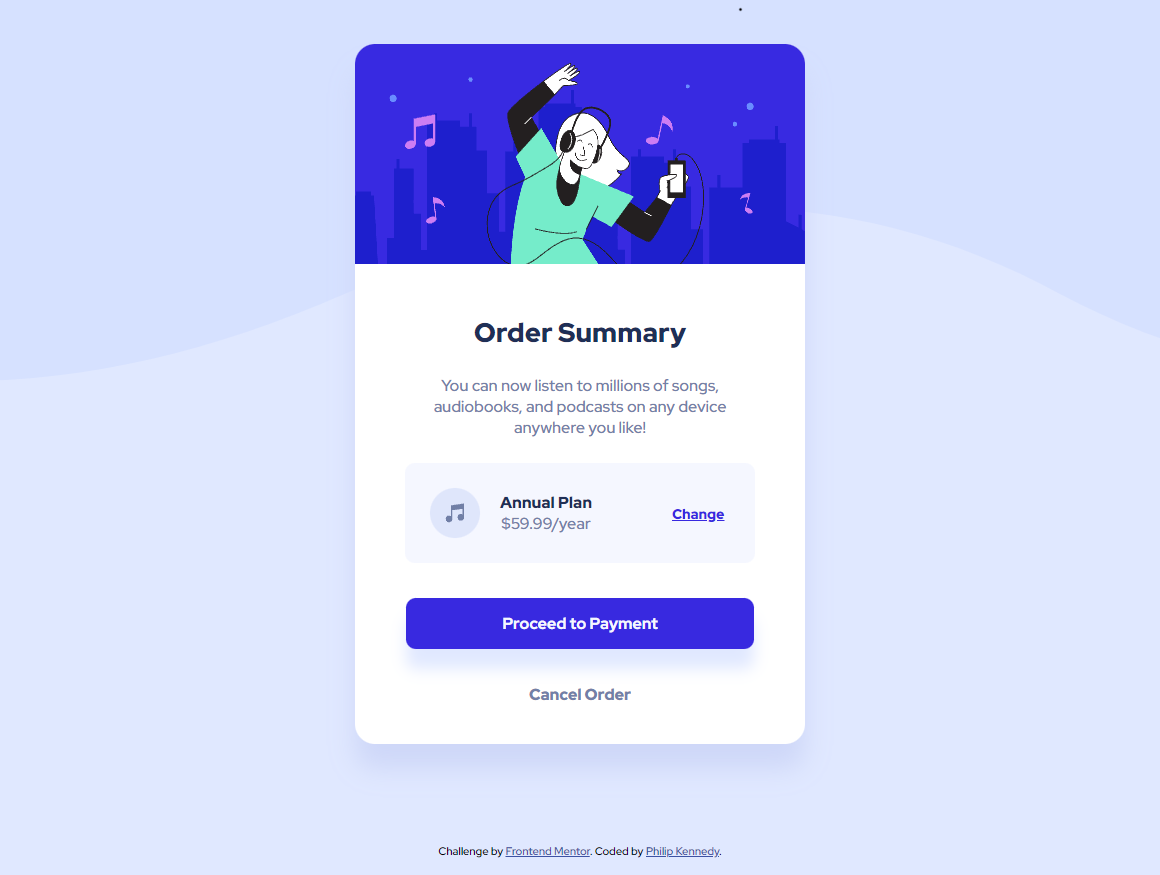 Order Summary
You can now listen to millions of songs,
audiobooks, and podcasts on any device
anywhere you like!
Annual Plan
$59.99/year
Change
Proceed to Payment
Cancel Order
Challenge by Frontend Mentor. Coded by Philip Kennedy.